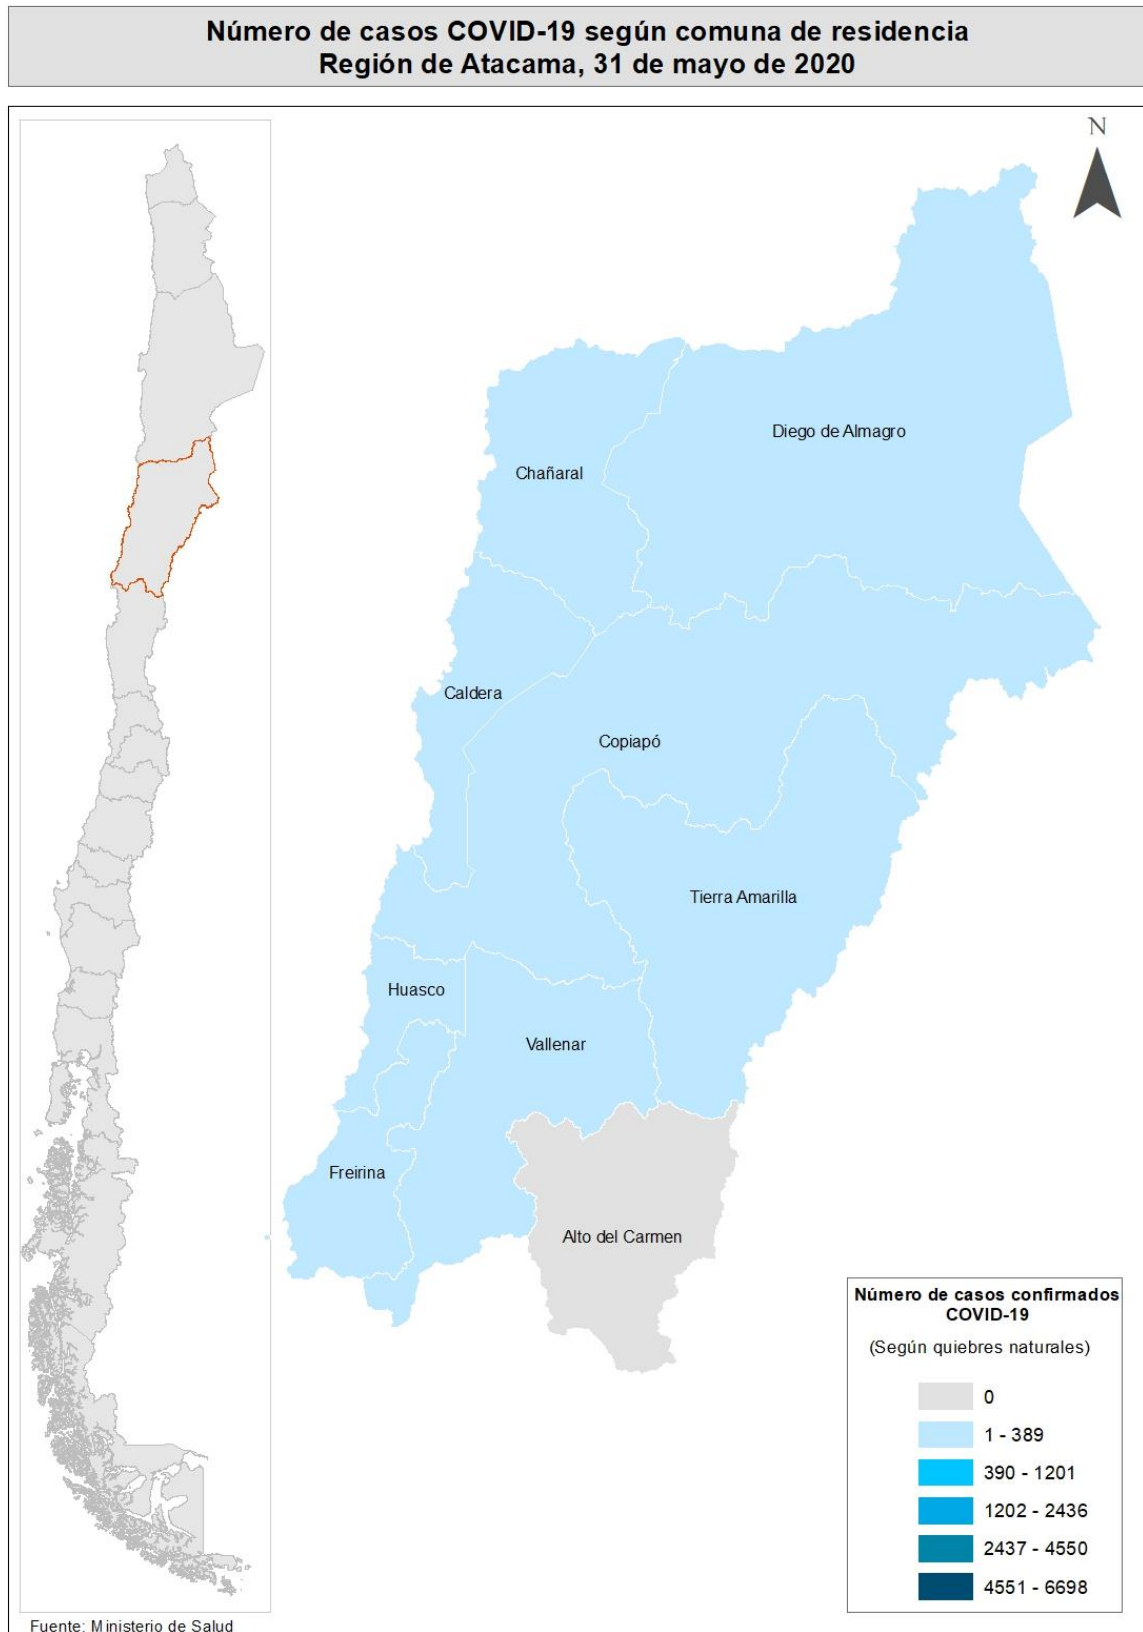 Número de casos COVID-19 según comuna de residencia
Región de Atacama, 31 de mayo de 2020
N
Diego de Almagro
Chañaral
Caldera
Copiapó
Tierra Amarilla
Huasco
Vallenar
Freirina
Alto del Carmen
Número de casos confirmados
COVID-19
(Según quiebres naturales)
0
1 - 389
390 - 1201
1202 - 2436
2437 - 4550
4551 - 6698
Fuente: Ministerio de Salud